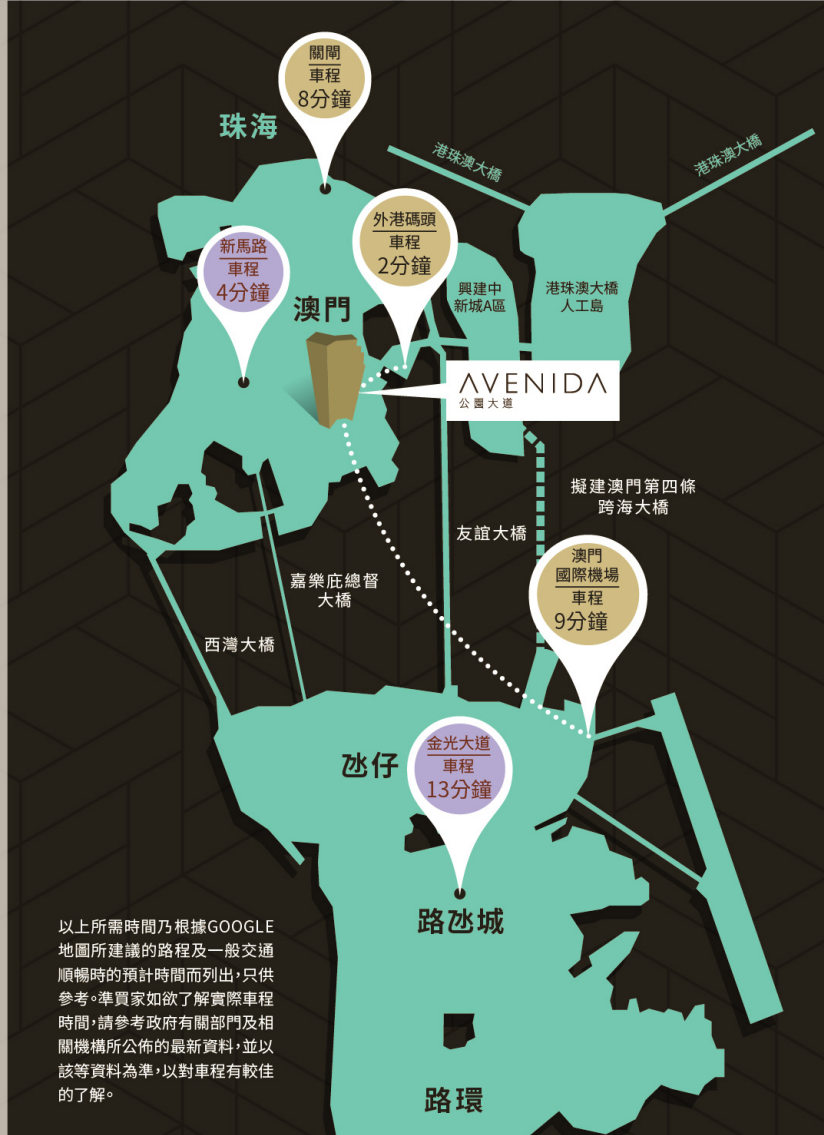 關閘
車程
8分鐘
珠海
港珠澳大橋
港珠澳大橋
外港碼頭
車程
2分鐘
新馬路
車程
4分鐘
澳門
興建中
新城A區
港珠澳大橋
人工島
AVENIDA
公園大道
擬建澳門第四條
跨海大橋
友誼大橋
澳門
國際機場
車程
9分鐘
嘉樂庇總督
大橋
西灣大橋
金光大道
車程
13分鐘
氹仔
路氹城
以上所需時間乃根據GOOGLE
地圖所建議的路程及一般交通
順暢時的預計時間而列出,只供
參考。準買家如欲了解實際車程
時間,請參考政府有關部門及相
關機構所公佈的最新資料,並以
該等資料為準,以對車程有較佳
的了解。
路環